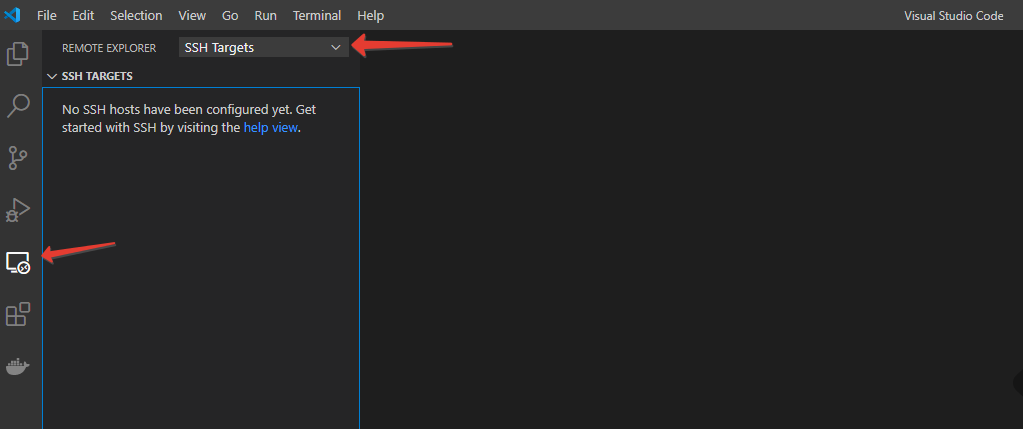 File Edit Selection View Go Run Terminal Help Visual Studio Code
REMOTE EXPLORER SSH Targets
SSH TARGETS
No SSH hosts have been configured yet. Get
started with SSH by visiting the help view.